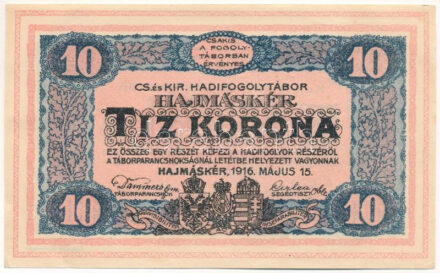 CSAKIS
A FOGOLY-
TÁBORBAN
ÉRVÉNYES
10 10
CS. és KIR. HADIFOGOLYTÁBOR
HAJMÁSKÉR
TIZ KORONA
EZ ÖSSZEG EGY RÉSZÉT KÉPEZI A HADIFOGLYOK RÉSZÉRŐL
A TÁBORPARANCSNOKSÁGNÁL LETÉTBE HELYEZETT VAGYONNAK
HAJMÁSKÉR, 1916. MÁJUS 15.
TÁBORPARANCSNOK SEGÉDTISZT
10 10